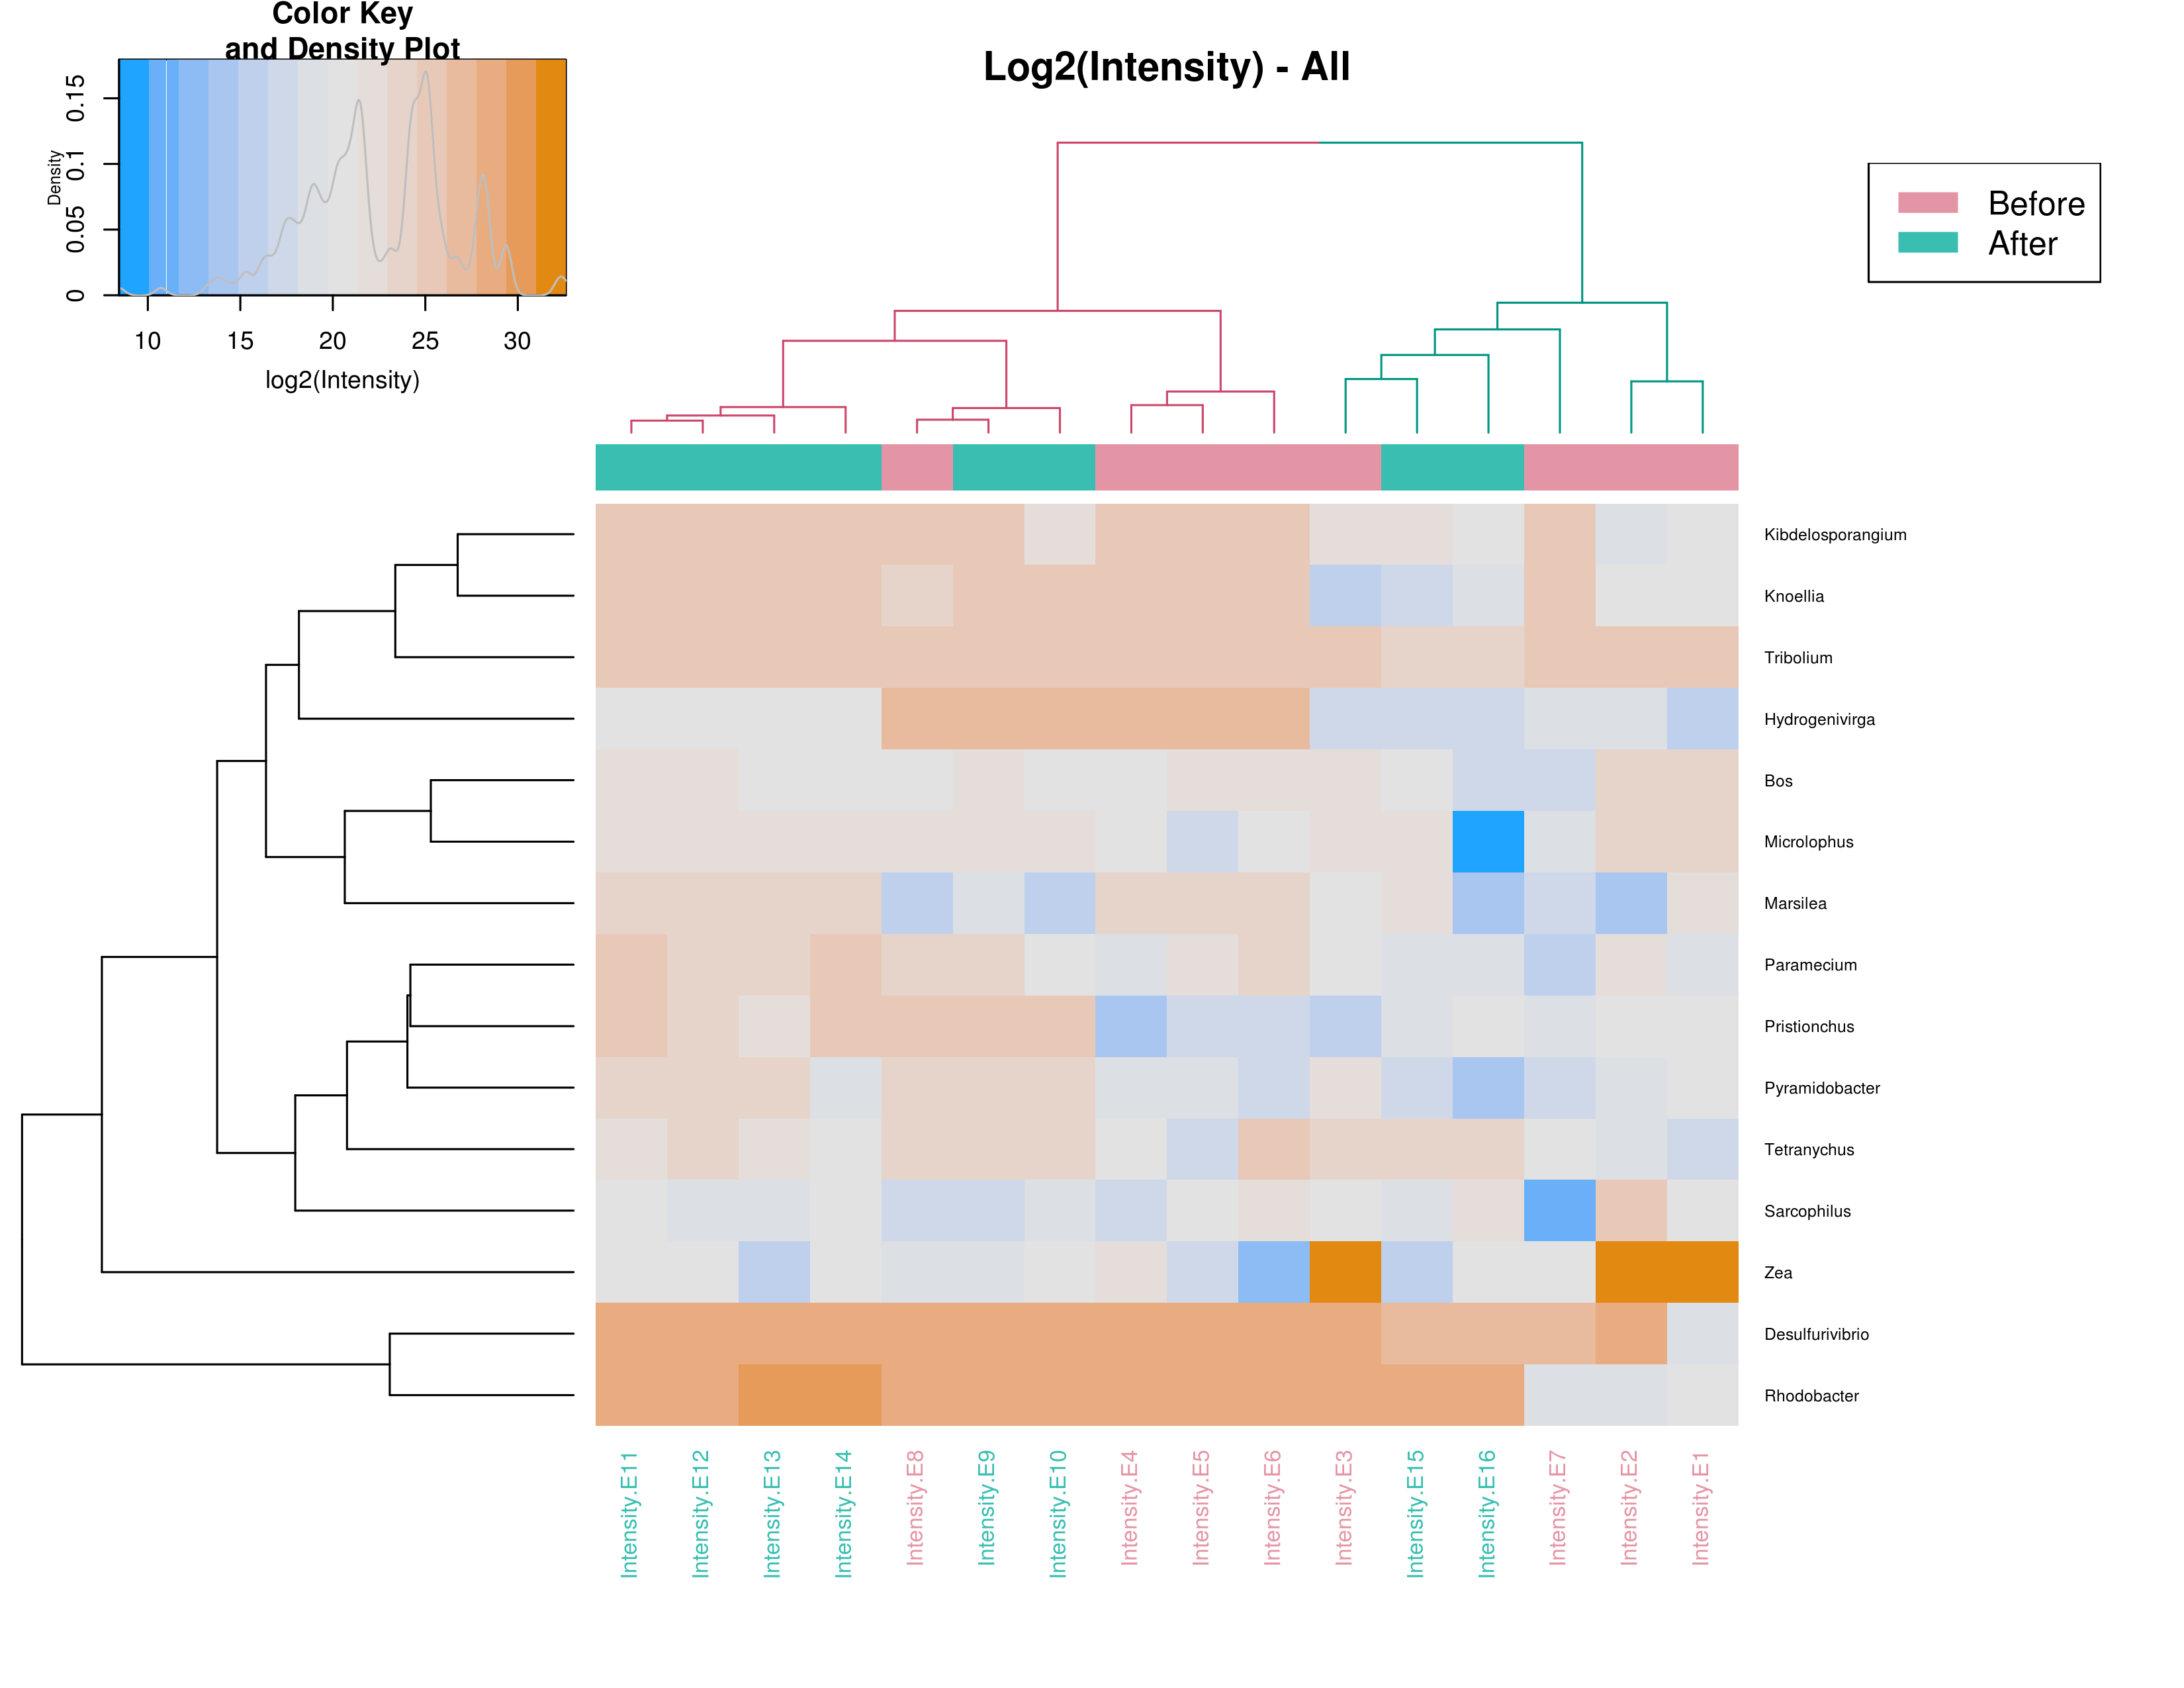 Color Key
and Density Plot
Log2(Intensity) - All
Density
0
0.05
0.1
0.15
10 15 20 25 30
log2(Intensity)
Before
After
Kibdelosporangium
Knoellia
Tribolium
Hydrogenivirga
Bos
Microlophus
Marsilea
Paramecium
Pristionchus
Pyramidobacter
Tetranychus
Sarcophilus
Zea
Desulfurivibrio
Rhodobacter
Intensity.E11
Intensity.E12
Intensity.E13
Intensity.E14
Intensity.E8
Intensity.E9
Intensity.E10
Intensity.E4
Intensity.E5
Intensity.E6
Intensity.E3
Intensity.E15
Intensity.E16
Intensity.E7
Intensity.E2
Intensity.E1